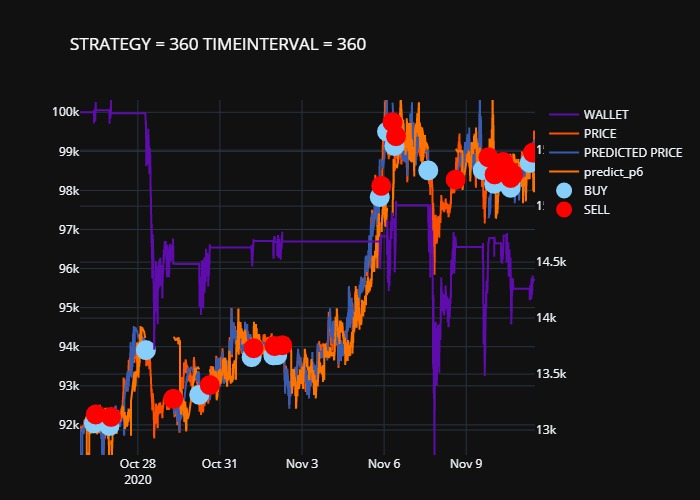 STRATEGY = 360 TIMEINTERVAL = 360
100k
99k
98k
97k
96k
95k
94k
93k
92k
14.5k
14k
13.5k
13k
Oct 28
2020
Oct 31
Nov 3
Nov 6
Nov 9
WALLET
PRICE
PREDICTED PRICE
predict_p6
BUY
SELL